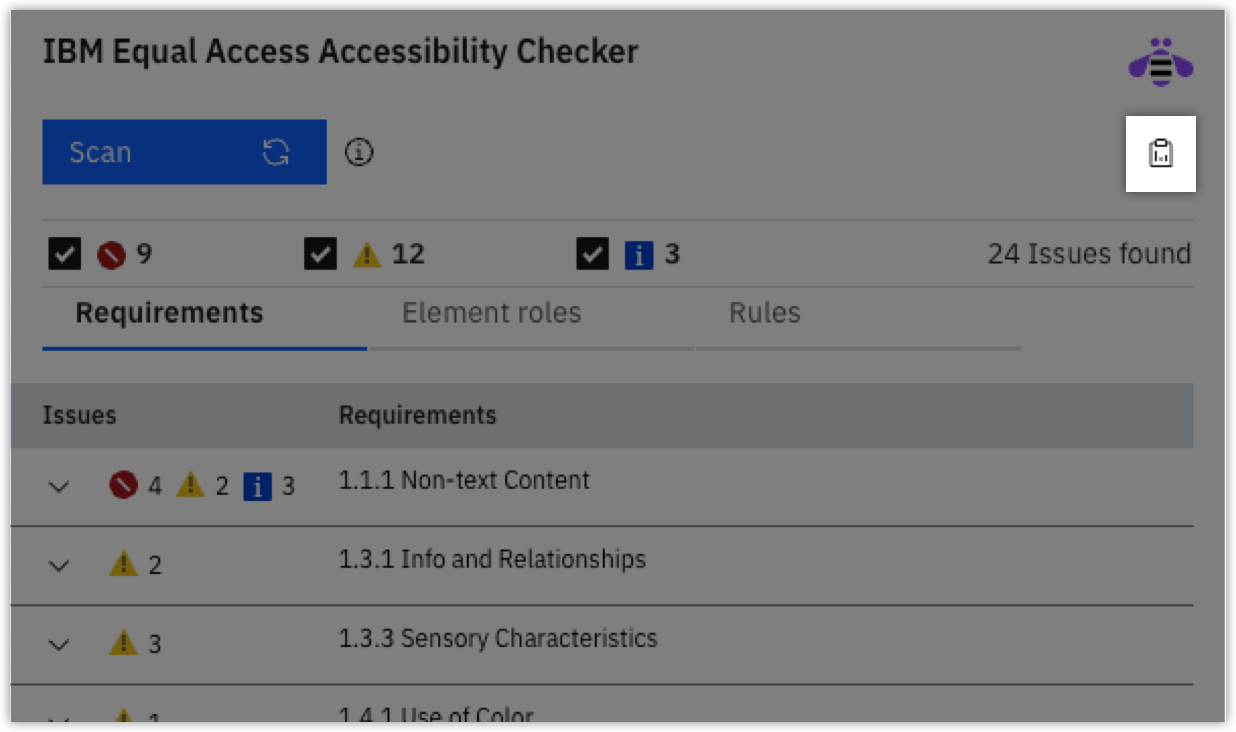 IBM Equal Access Accessibility Checker
Scan
9 12 3 24 Issues found
Requirements Element roles Rules
Issues Requirements
4 2 3 1.1.1 Non-text Content
2 1.3.1 Info and Relationships
3 1.3.3 Sensory Characteristics
1 1.4.1 Use of Color